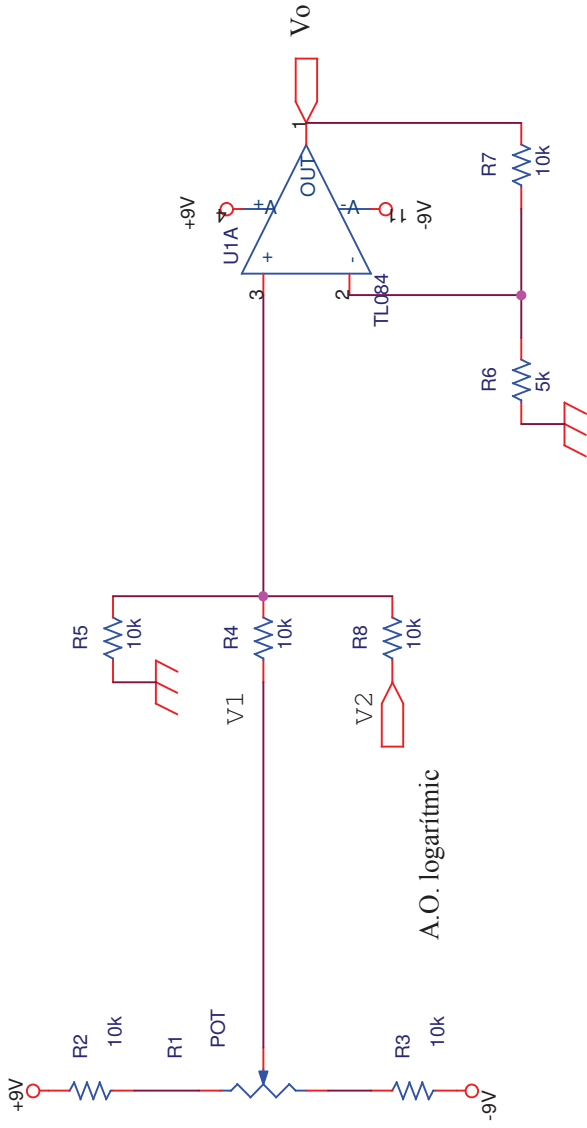 +9V
R2
10k
R1
POT
R3
10k
-9V
A.O. logarítmic
R5
10k
V1
R4
10k
V2
R8
10k
3
2
+
-
U1A
TL084
+9V
4
V+
OUT
V-
11
-9V
1
Vo
R6
5k
R7
10k